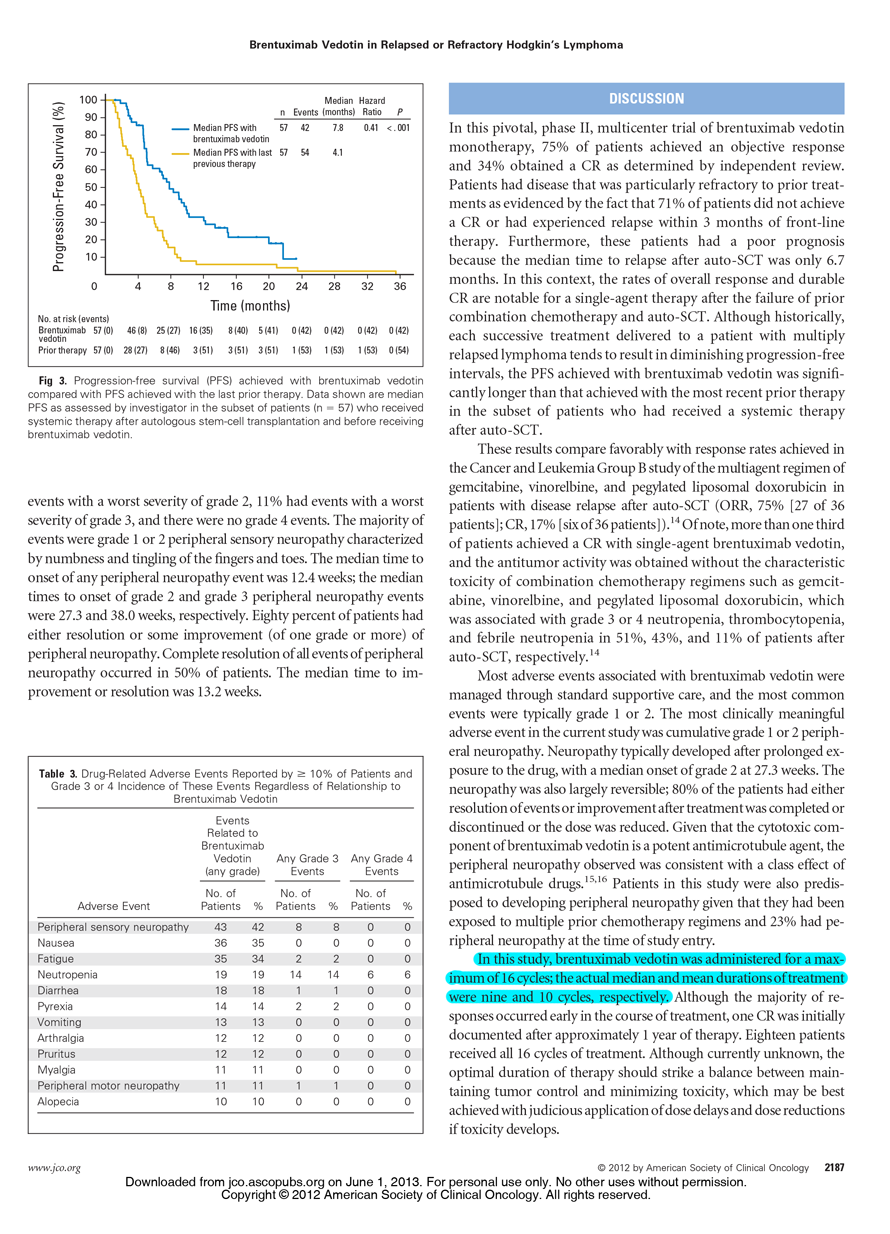 Brentuximab Vedotin in Relapsed or Refractory Hodgkin's Lymphoma
Progression-Free Survival (%)
100
90
80
70
60
50
40
30
20
10
0
4
8
12
16
20
24
28
32
36
Time (months)
Median Hazard
n Events (months) Ratio P
Median PFS with 57 42 7.8 0.41 < .001
brentuximab vedotin
Median PFS with last 57 54 4.1
previous therapy
No. at risk (events)
Brentuximab 57 (0) 46 (8) 25 (27) 16 (35) 8 (40) 5 (41) 0 (42) 0 (42) 0 (42) 0 (42)
vedotin
Prior therapy 57 (0) 28 (27) 8 (46) 3 (51) 3 (51) 3 (51) 1 (53) 1 (53) 1 (53) 0 (54)
Fig 3. Progression-free survival (PFS) achieved with brentuximab vedotin
compared with PFS achieved with the last prior therapy. Data shown are median
PFS as assessed by investigator in the subset of patients (n = 57) who received
systemic therapy after autologous stem-cell transplantation and before receiving
brentuximab vedotin.
events with a worst severity of grade 2, 11% had events with a worst
severity of grade 3, and there were no grade 4 events. The majority of
events were grade 1 or 2 peripheral sensory neuropathy characterized
by numbness and tingling of the fingers and toes. The median time to
onset of any peripheral neuropathy event was 12.4 weeks; the median
times to onset of grade 2 and grade 3 peripheral neuropathy events
were 27.3 and 38.0 weeks, respectively. Eighty percent of patients had
either resolution or some improvement (of one grade or more) of
peripheral neuropathy. Complete resolution of all events of peripheral
neuropathy occurred in 50% of patients. The median time to im-
provement or resolution was 13.2 weeks.
Table 3. Drug-Related Adverse Events Reported by ≥ 10% of Patients and
Grade 3 or 4 Incidence of These Events Regardless of Relationship to
Brentuximab Vedotin
Events
Related to
Brentuximab
Vedotin Any Grade 3 Any Grade 4
(any grade) Events Events
No. of No. of No. of
Adverse Event Patients % Patients % Patients %
Peripheral sensory neuropathy 43 42 8 8 0 0
Nausea 36 35 0 0 0 0
Fatigue 35 34 2 2 0 0
Neutropenia 19 19 14 14 6 6
Diarrhea 18 18 1 1 0 0
Pyrexia 14 14 2 2 0 0
Vomiting 13 13 0 0 0 0
Arthralgia 12 12 0 0 0 0
Pruritus 12 12 0 0 0 0
Myalgia 11 11 0 0 0 0
Peripheral motor neuropathy 11 11 1 1 0 0
Alopecia 10 10 0 0 0 0
DISCUSSION
In this pivotal, phase II, multicenter trial of brentuximab vedotin
monotherapy, 75% of patients achieved an objective response
and 34% obtained a CR as determined by independent review.
Patients had disease that was particularly refractory to prior treat-
ments as evidenced by the fact that 71% of patients did not achieve
a CR or had experienced relapse within 3 months of front-line
therapy. Furthermore, these patients had a poor prognosis
because the median time to relapse after auto-SCT was only 6.7
months. In this context, the rates of overall response and durable
CR are notable for a single-agent therapy after the failure of prior
combination chemotherapy and auto-SCT. Although historically,
each successive treatment delivered to a patient with multiply
relapsed lymphoma tends to result in diminishing progression-free
intervals, the PFS achieved with brentuximab vedotin was signifi-
cantly longer than that achieved with the most recent prior therapy
in the subset of patients who had received a systemic therapy
after auto-SCT.
These results compare favorably with response rates achieved in
the Cancer and Leukemia Group B study of the multiagent regimen of
gemcitabine, vinorelbine, and pegylated liposomal doxorubicin in
patients with disease relapse after auto-SCT (ORR, 75% [27 of 36
patients]; CR, 17% [six of 36 patients]).14 Of note, more than one third
of patients achieved a CR with single-agent brentuximab vedotin,
and the antitumor activity was obtained without the characteristic
toxicity of combination chemotherapy regimens such as gemcit-
abine, vinorelbine, and pegylated liposomal doxorubicin, which
was associated with grade 3 or 4 neutropenia, thrombocytopenia,
and febrile neutropenia in 51%, 43%, and 11% of patients after
auto-SCT, respectively.14
Most adverse events associated with brentuximab vedotin were
managed through standard supportive care, and the most common
events were typically grade 1 or 2. The most clinically meaningful
adverse event in the current study was cumulative grade 1 or 2 periph-
eral neuropathy. Neuropathy typically developed after prolonged ex-
posure to the drug, with a median onset of grade 2 at 27.3 weeks. The
neuropathy was also largely reversible; 80% of the patients had either
resolution of events or improvement after treatment was completed or
discontinued or the dose was reduced. Given that the cytotoxic com-
ponent of brentuximab vedotin is a potent antimicrotubule agent, the
peripheral neuropathy observed was consistent with a class effect of
antimicrotubule drugs.15,16 Patients in this study were also predis-
posed to developing peripheral neuropathy given that they had been
exposed to multiple prior chemotherapy regimens and 23% had pe-
ripheral neuropathy at the time of study entry.
In this study, brentuximab vedotin was administered for a max-
imum of 16 cycles; the actual median and mean durations of treatment
were nine and 10 cycles, respectively. Although the majority of re-
sponses occurred early in the course of treatment, one CR was initially
documented after approximately 1 year of therapy. Eighteen patients
received all 16 cycles of treatment. Although currently unknown, the
optimal duration of therapy should strike a balance between main-
taining tumor control and minimizing toxicity, which may be best
achieved with judicious application of dose delays and dose reductions
if toxicity develops.
www.jco.org
© 2012 by American Society of Clinical Oncology 2187
Downloaded from jco.ascopubs.org on June 1, 2013. For personal use only. No other uses without permission.
Copyright © 2012 American Society of Clinical Oncology. All rights reserved.